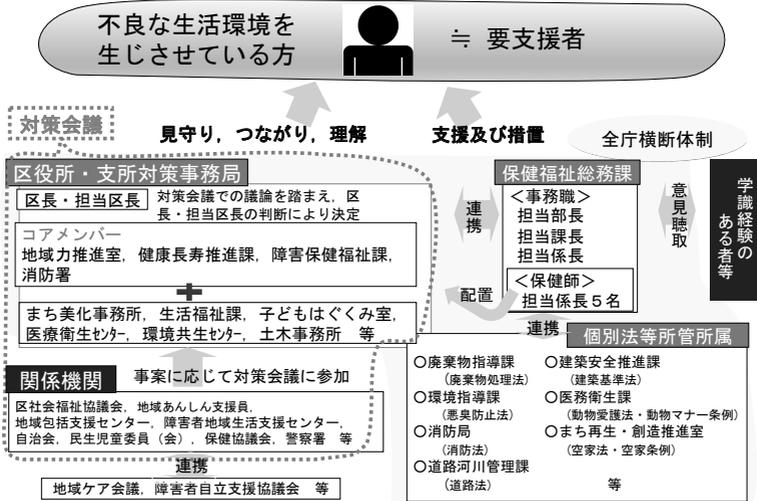 不良な生活環境を
生じさせている方
≒ 要支援者
対策会議
見守り，つながり，理解
支援及び措置
全庁横断体制
区役所・支所対策事務局
区長・担当区長
対策会議での議論を踏まえ，区
長・担当区長の判断により決定
コアメンバー
地域力推進室，健康長寿推進課，障害保健福祉課，
消防署
＋
まち美化事務所，生活福祉課，子どもはぐくみ室，
医療衛生ｾﾝﾀｰ，環境共生ｾﾝﾀｰ，土木事務所　等
関係機関
事案に応じて対策会議に参加
区社会福祉協議会，地域あんしん支援員，
地域包括支援センター，障害者地域生活支援センター，
自治会，民生児童委員（会），保健協議会，警察署　等
連携
地域ケア会議，障害者自立支援協議会　等
連携
配置
保健福祉総務課
＜事務職＞
担当部長
担当課長
担当係長
＜保健師＞
担当係長５名
意見聴取
学識経験の
ある者等
連携
個別法等所管所属
〇廃棄物指導課
（廃棄物処理法）
〇環境指導課
（悪臭防止法）
〇消防局
（消防法）
〇道路河川管理課
（道路法）
〇建築安全推進課
（建築基準法）
〇医務衛生課
（動物愛護法・動物マナー条例）
〇まち再生・創造推進室
（空家法・空家条例）
等